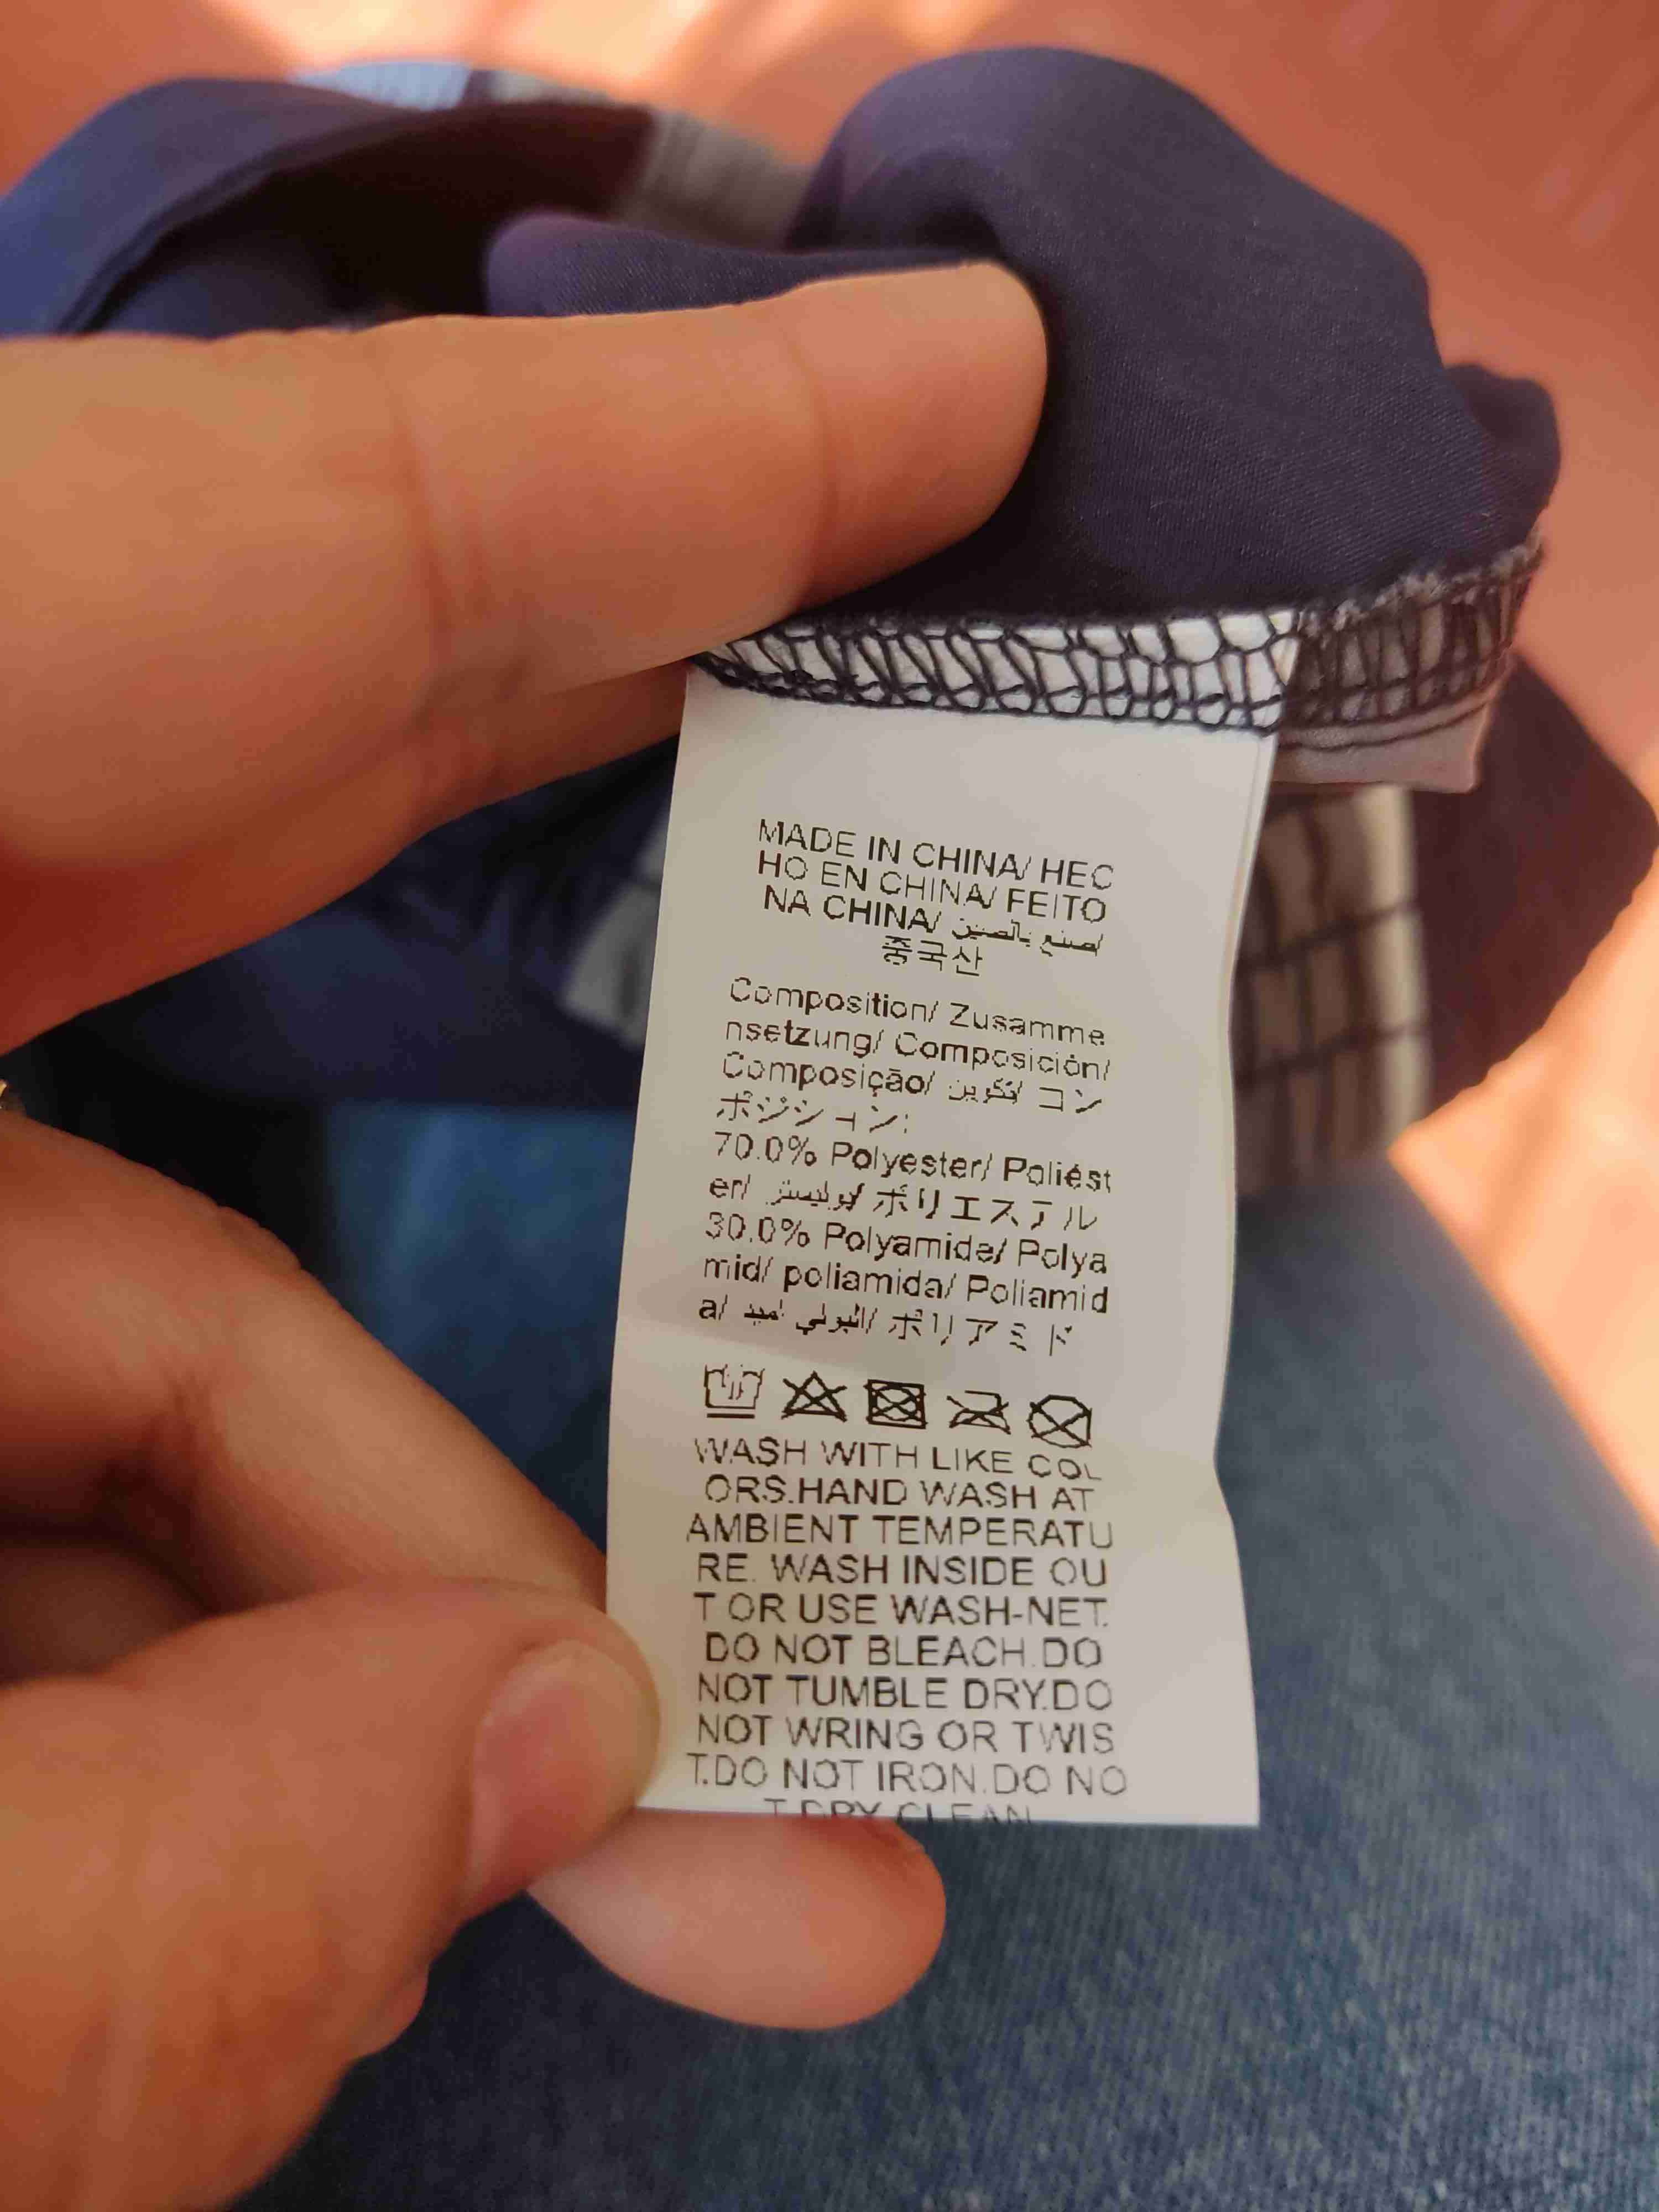 MADE IN CHINA/ HEC
HO EN CHINA/ FEITO
NA CHINA/ صنع بالصين/
중국산
Composition/ Zusamme
nsetzung/ Composición/
Composição/ تكوين/ コン
ポジション:
70.0% Polyester/ Poliést
er/ بوليستر/ ポリエステル
30.0% Polyamide/ Polya
mid/ poliamida/ Poliamid
a/ البولي أميد/ ポリアミド
WASH WITH LIKE COL
ORS.HAND WASH AT
AMBIENT TEMPERATU
RE. WASH INSIDE OU
T OR USE WASH-NET.
DO NOT BLEACH.DO
NOT TUMBLE DRY.DO
NOT WRING OR TWIS
T.DO NOT IRON.DO NO
T DRY CLEAN